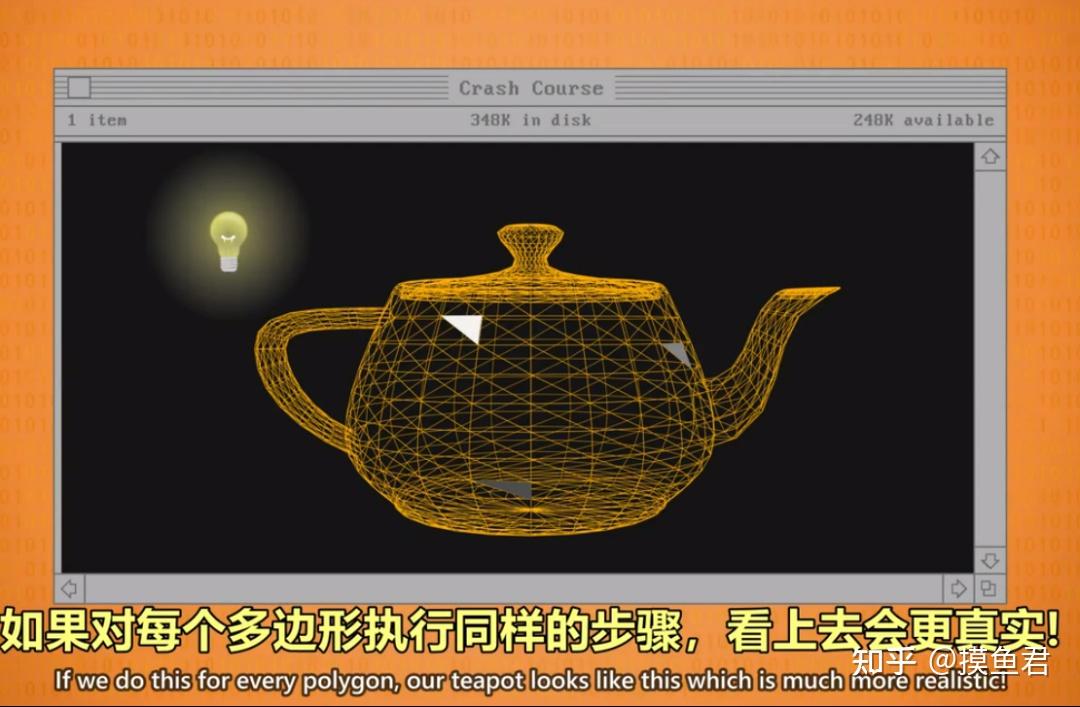 Crash Course
1 item 348K in disk 248K available
如果对每个多边形执行同样的步骤，看上去会更真实！
知乎 @摸鱼君
If we do this for every polygon, our teapot looks like this which is much more realistic!